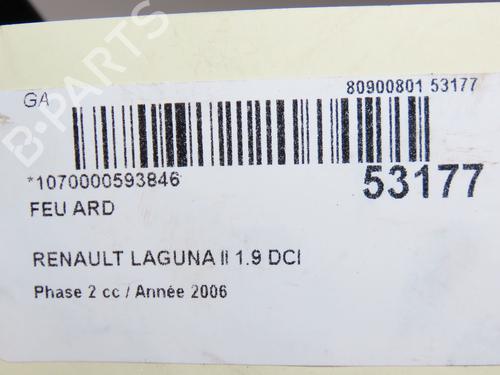 GA
80900801 53177
*1070000593846
53177
FEU ARD
RENAULT LAGUNA II 1.9 DCI
Phase 2 cc / Année 2006
B-PARTS